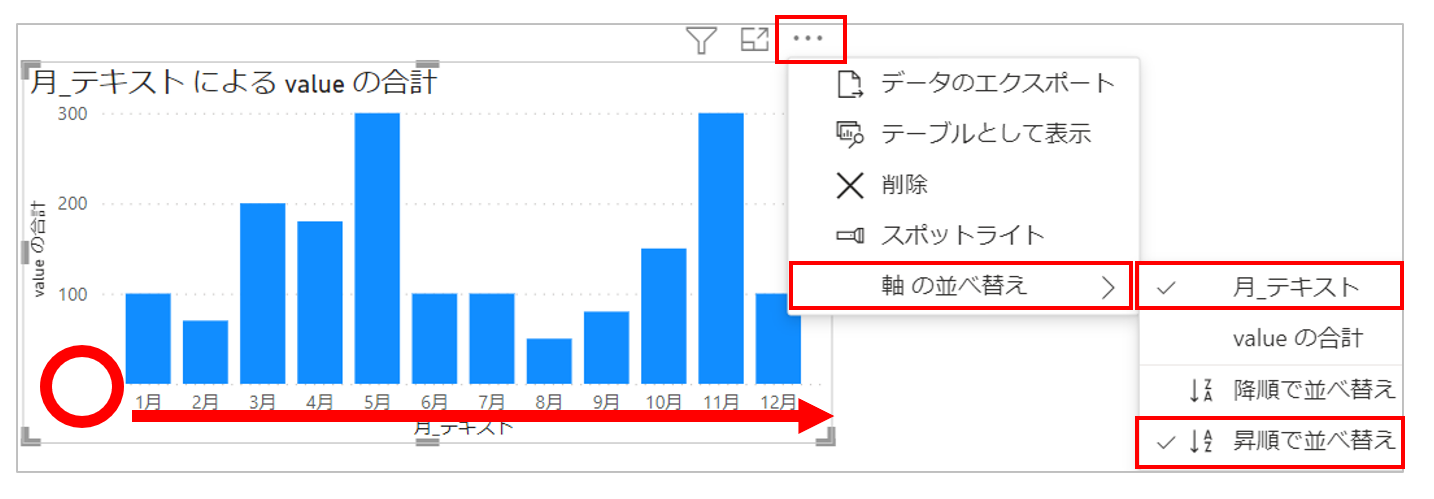 月_テキスト による value の合計
300
200
100
value の合計
1月 2月 3月 4月 5月 6月 7月 8月 9月 10月 11月 12月
月_テキスト
データのエクスポート
テーブルとして表示
削除
スポットライト
軸 の並べ替え
月_テキスト
value の合計
降順で並べ替え
昇順で並べ替え